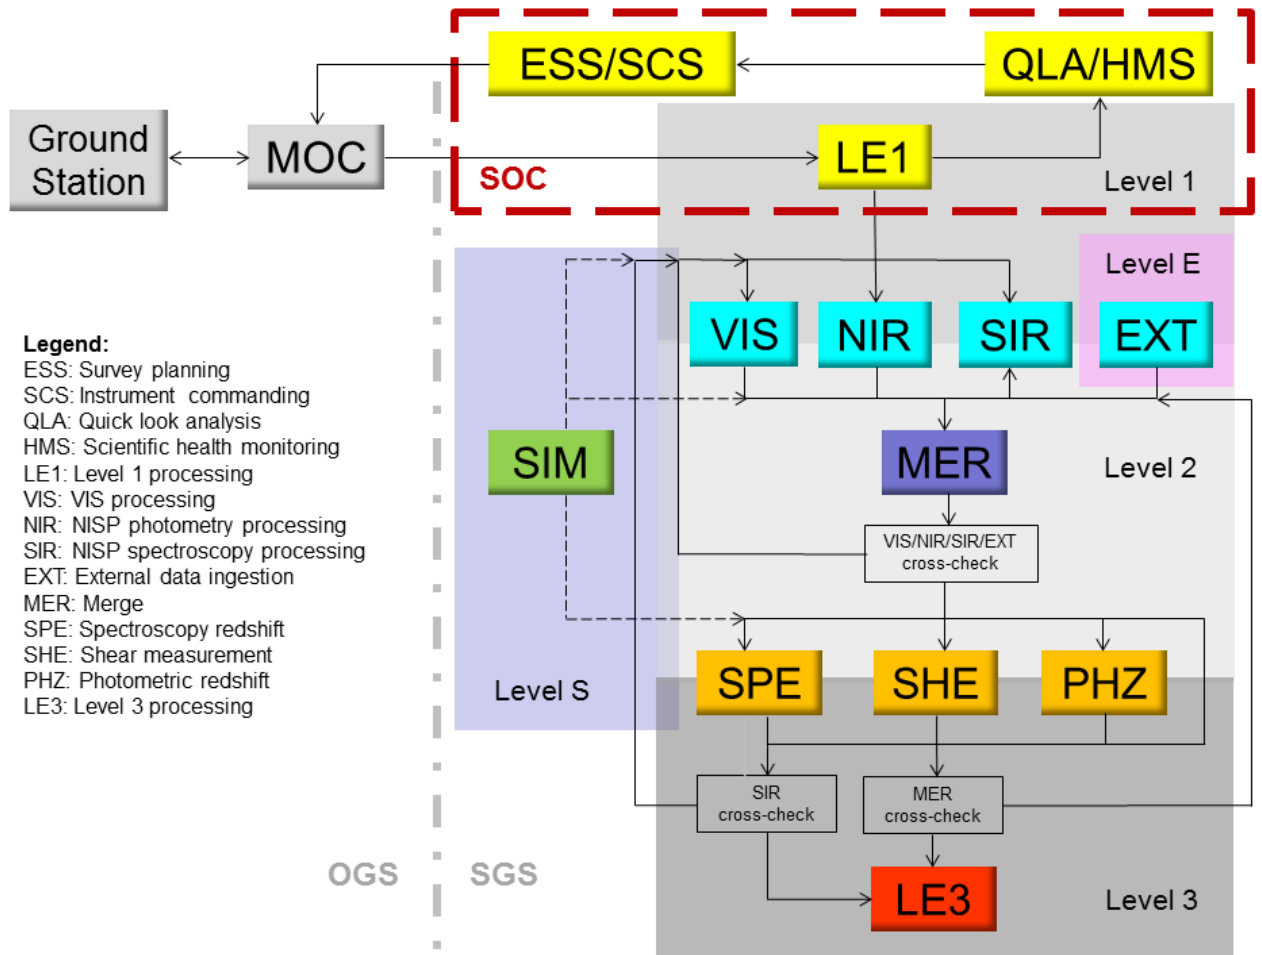 ESS/SCS
QLA/HMS
Ground
Station
MOC
LE1
SOC
Level 1
Level E
VIS
NIR
SIR
EXT
Legend:
ESS: Survey planning
SCS: Instrument commanding
QLA: Quick look analysis
HMS: Scientific health monitoring
LE1: Level 1 processing
VIS: VIS processing
NIR: NISP photometry processing
SIR: NISP spectroscopy processing
EXT: External data ingestion
MER: Merge
SPE: Spectroscopy redshift
SHE: Shear measurement
PHZ: Photometric redshift
LE3: Level 3 processing
SIM
MER
Level 2
VIS/NIR/SIR/EXT
cross-check
Level S
SPE
SHE
PHZ
SIR
cross-check
MER
cross-check
OGS
SGS
LE3
Level 3